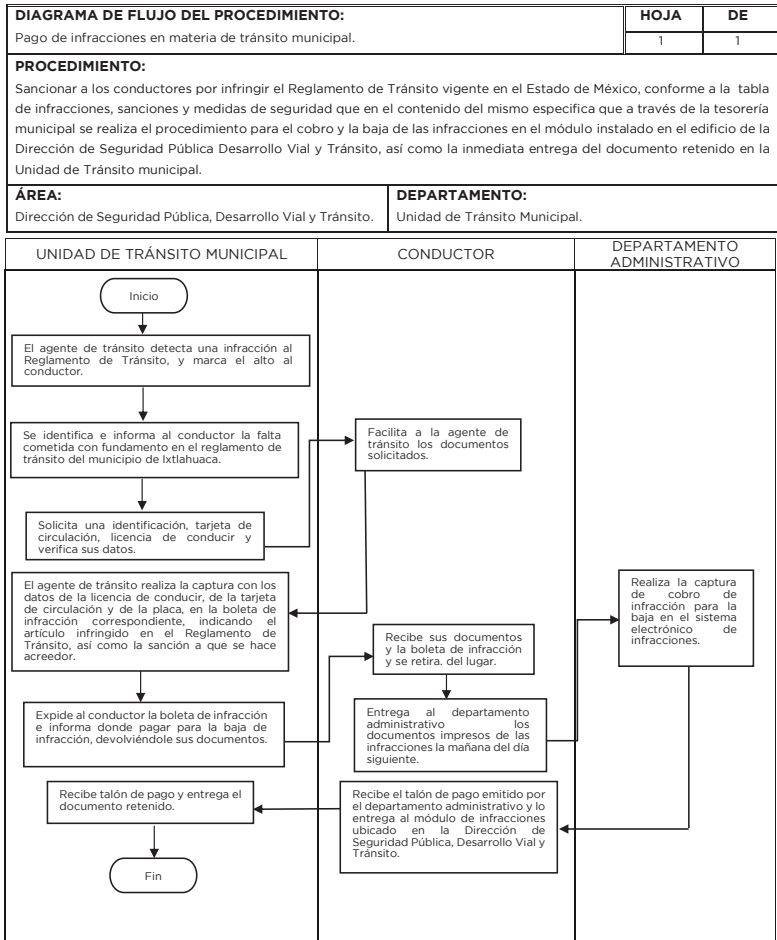 DIAGRAMA DE FLUJO DEL PROCEDIMIENTO:
Pago de infracciones en materia de tránsito municipal.
HOJA
DE
1
1
PROCEDIMIENTO:
Sancionar a los conductores por infringir el Reglamento de Tránsito vigente en el Estado de México, conforme a la tabla
de infracciones, sanciones y medidas de seguridad que en el contenido del mismo especifica que a través de la tesorería
municipal se realiza el procedimiento para el cobro y la baja de las infracciones en el módulo instalado en el edificio de la
Dirección de Seguridad Pública Desarrollo Vial y Tránsito, así como la inmediata entrega del documento retenido en la
Unidad de Tránsito municipal.
ÁREA:
Dirección de Seguridad Pública, Desarrollo Vial y Tránsito.
DEPARTAMENTO:
Unidad de Tránsito Municipal.
UNIDAD DE TRÁNSITO MUNICIPAL
CONDUCTOR
DEPARTAMENTO
ADMINISTRATIVO
Inicio
El agente de tránsito detecta una infracción al
Reglamento de Tránsito, y marca el alto al
conductor.
Se identifica e informa al conductor la falta
cometida con fundamento en el reglamento de
tránsito del municipio de Ixtlahuaca.
Facilita a la agente de
tránsito los documentos
solicitados.
Solicita una identificación, tarjeta de
circulación, licencia de conducir y
verifica sus datos.
El agente de tránsito realiza la captura con los
datos de la licencia de conducir, de la tarjeta
de circulación y de la placa, en la boleta de
infracción correspondiente, indicando el
artículo infringido en el Reglamento de
Tránsito, así como la sanción a que se hace
acreedor.
Realiza la captura
de cobro de
infracción para la
baja en el sistema
electrónico de
infracciones.
Recibe sus documentos
y la boleta de infracción
y se retira. del lugar.
Expide al conductor la boleta de infracción
e informa donde pagar para la baja de
infracción, devolviéndole sus documentos.
Entrega al departamento
administrativo los
documentos impresos de las
infracciones la mañana del día
siguiente.
Recibe talón de pago y entrega el
documento retenido.
Recibe el talón de pago emitido por
el departamento administrativo y lo
entrega al módulo de infracciones
ubicado en la Dirección de
Seguridad Pública, Desarrollo Vial y
Tránsito.
Fin